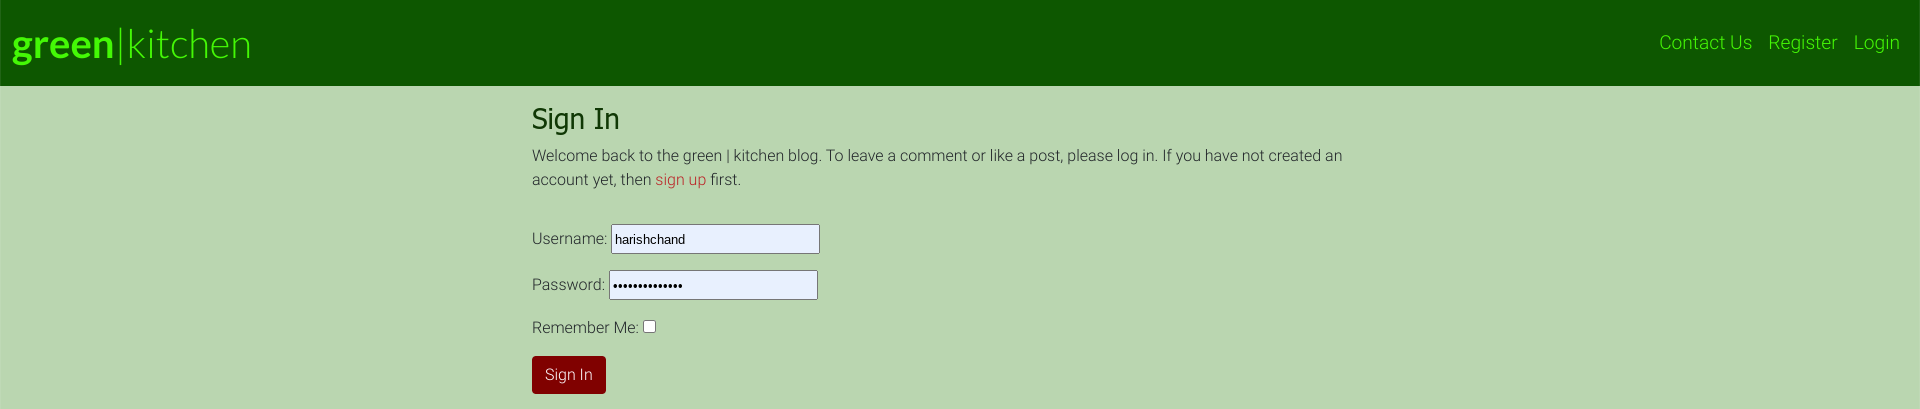 green|kitchen
Contact Us Register Login
Sign In
Welcome back to the green | kitchen blog. To leave a comment or like a post, please log in. If you have not created an
account yet, then sign up first.
Username: harishchand
Password: ••••••••••••••
Remember Me:
Sign In